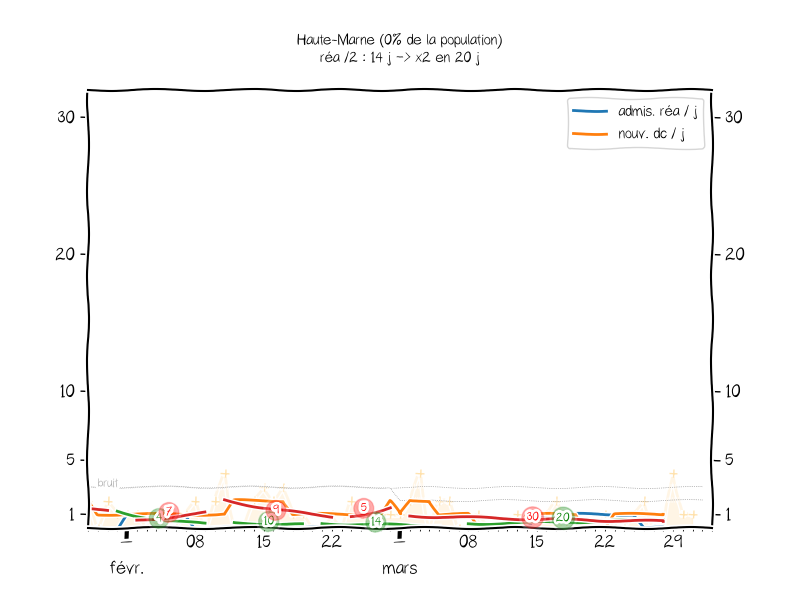 Haute-Marne (0% de la population)
réa /2 : 14 j -> x2 en 20 j
30 30
admis. réa / j
nouv. dc / j
20 20
10 10
5 5
bruit
1 1
7 9 5 30 20
4 10 14
1 08 15 22 1 08 15 22 29
févr. mars